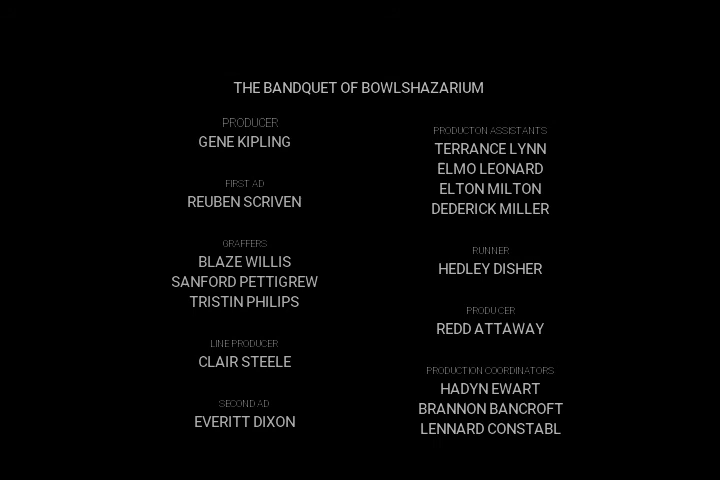 THE BANDQUET OF BOWLSHAZARIUM
PRODUCER
GENE KIPLING
FIRST AD
REUBEN SCRIVEN
GRAFFERS
BLAZE WILLIS
SANFORD PETTIGREW
TRISTIN PHILIPS
LINE PRODUCER
CLAIR STEELE
SECOND AD
EVERITT DIXON
PRODUCTON ASSISTANTS
TERRANCE LYNN
ELMO LEONARD
ELTON MILTON
DEDERICK MILLER
RUNNER
HEDLEY DISHER
PRODUCER
REDD ATTAWAY
PRODUCTION COORDINATORS
HADYN EWART
BRANNON BANCROFT
LENNARD CONSTABL